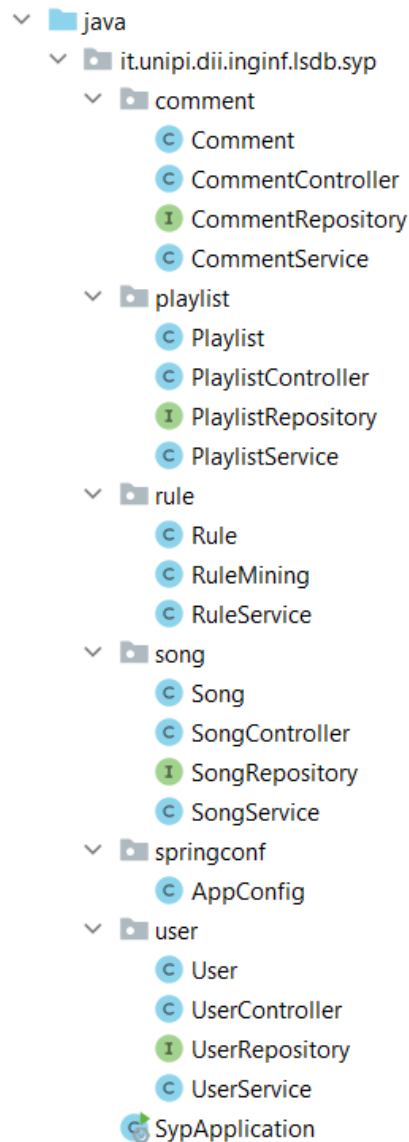 java
it.unipi.dii.inginf.lsdb.syp
comment
C Comment
C CommentController
I CommentRepository
C CommentService
playlist
C Playlist
C PlaylistController
I PlaylistRepository
C PlaylistService
rule
C Rule
C RuleMining
C RuleService
song
C Song
C SongController
I SongRepository
C SongService
springconf
C AppConfig
user
C User
C UserController
I UserRepository
C UserService
C SypApplication